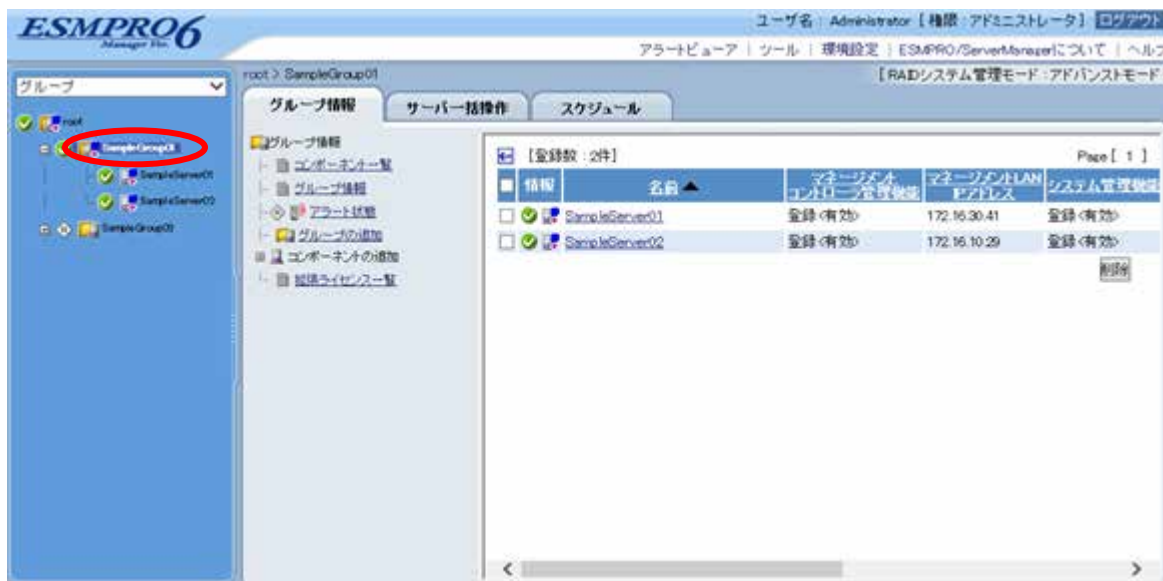 ESMPRO6
Manager Ver.
ユーザ名 : Administrator 【 権限 : アドミニストレータ】 ログアウト
アラートビューア | ツール | 環境設定 | ESMPRO/ServerManagerについて | ヘルプ
グループ
root
SampleGroup01
SampleServer01
SampleServer02
SampleGroup02
root > SampleGroup01
[ RAIDシステム管理モード : アドバンストモード
グループ情報
サーバ一括操作
スケジュール
グループ情報
コンポーネント一覧
グループ情報
アラート状態
グループの追加
コンポーネントの追加
拡張ライセンス一覧
[登録数 : 2件]
Page [ 1 ]
情報 名前▲ マネージメントコントローラ管理機能 マネージメントLAN IPアドレス システム管理機能
SampleServer01 登録 <有効> 172.16.30.41 登録 <有効>
SampleServer02 登録 <有効> 172.16.10.29 登録 <有効>
削除